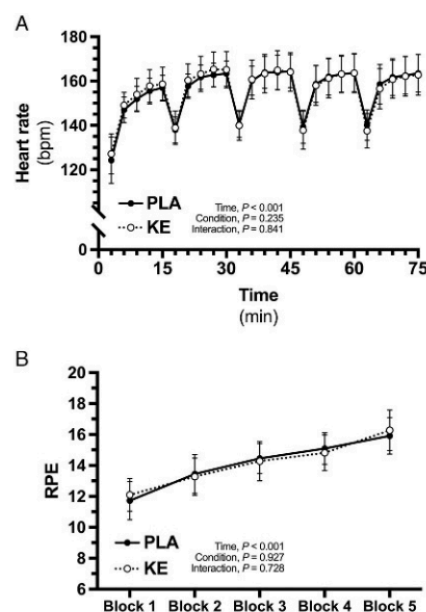 A
Heart rate
(bpm)
180
160
140
120
0
PLA
KE
Time, P < 0.001
Condition, P = 0.235
Interaction, P = 0.841
0 15 30 45 60 75
Time
(min)
B
RPE
20
18
16
14
12
10
8
6
PLA
KE
Time, P < 0.001
Condition, P = 0.927
Interaction, P = 0.728
Block 1 Block 2 Block 3 Block 4 Block 5